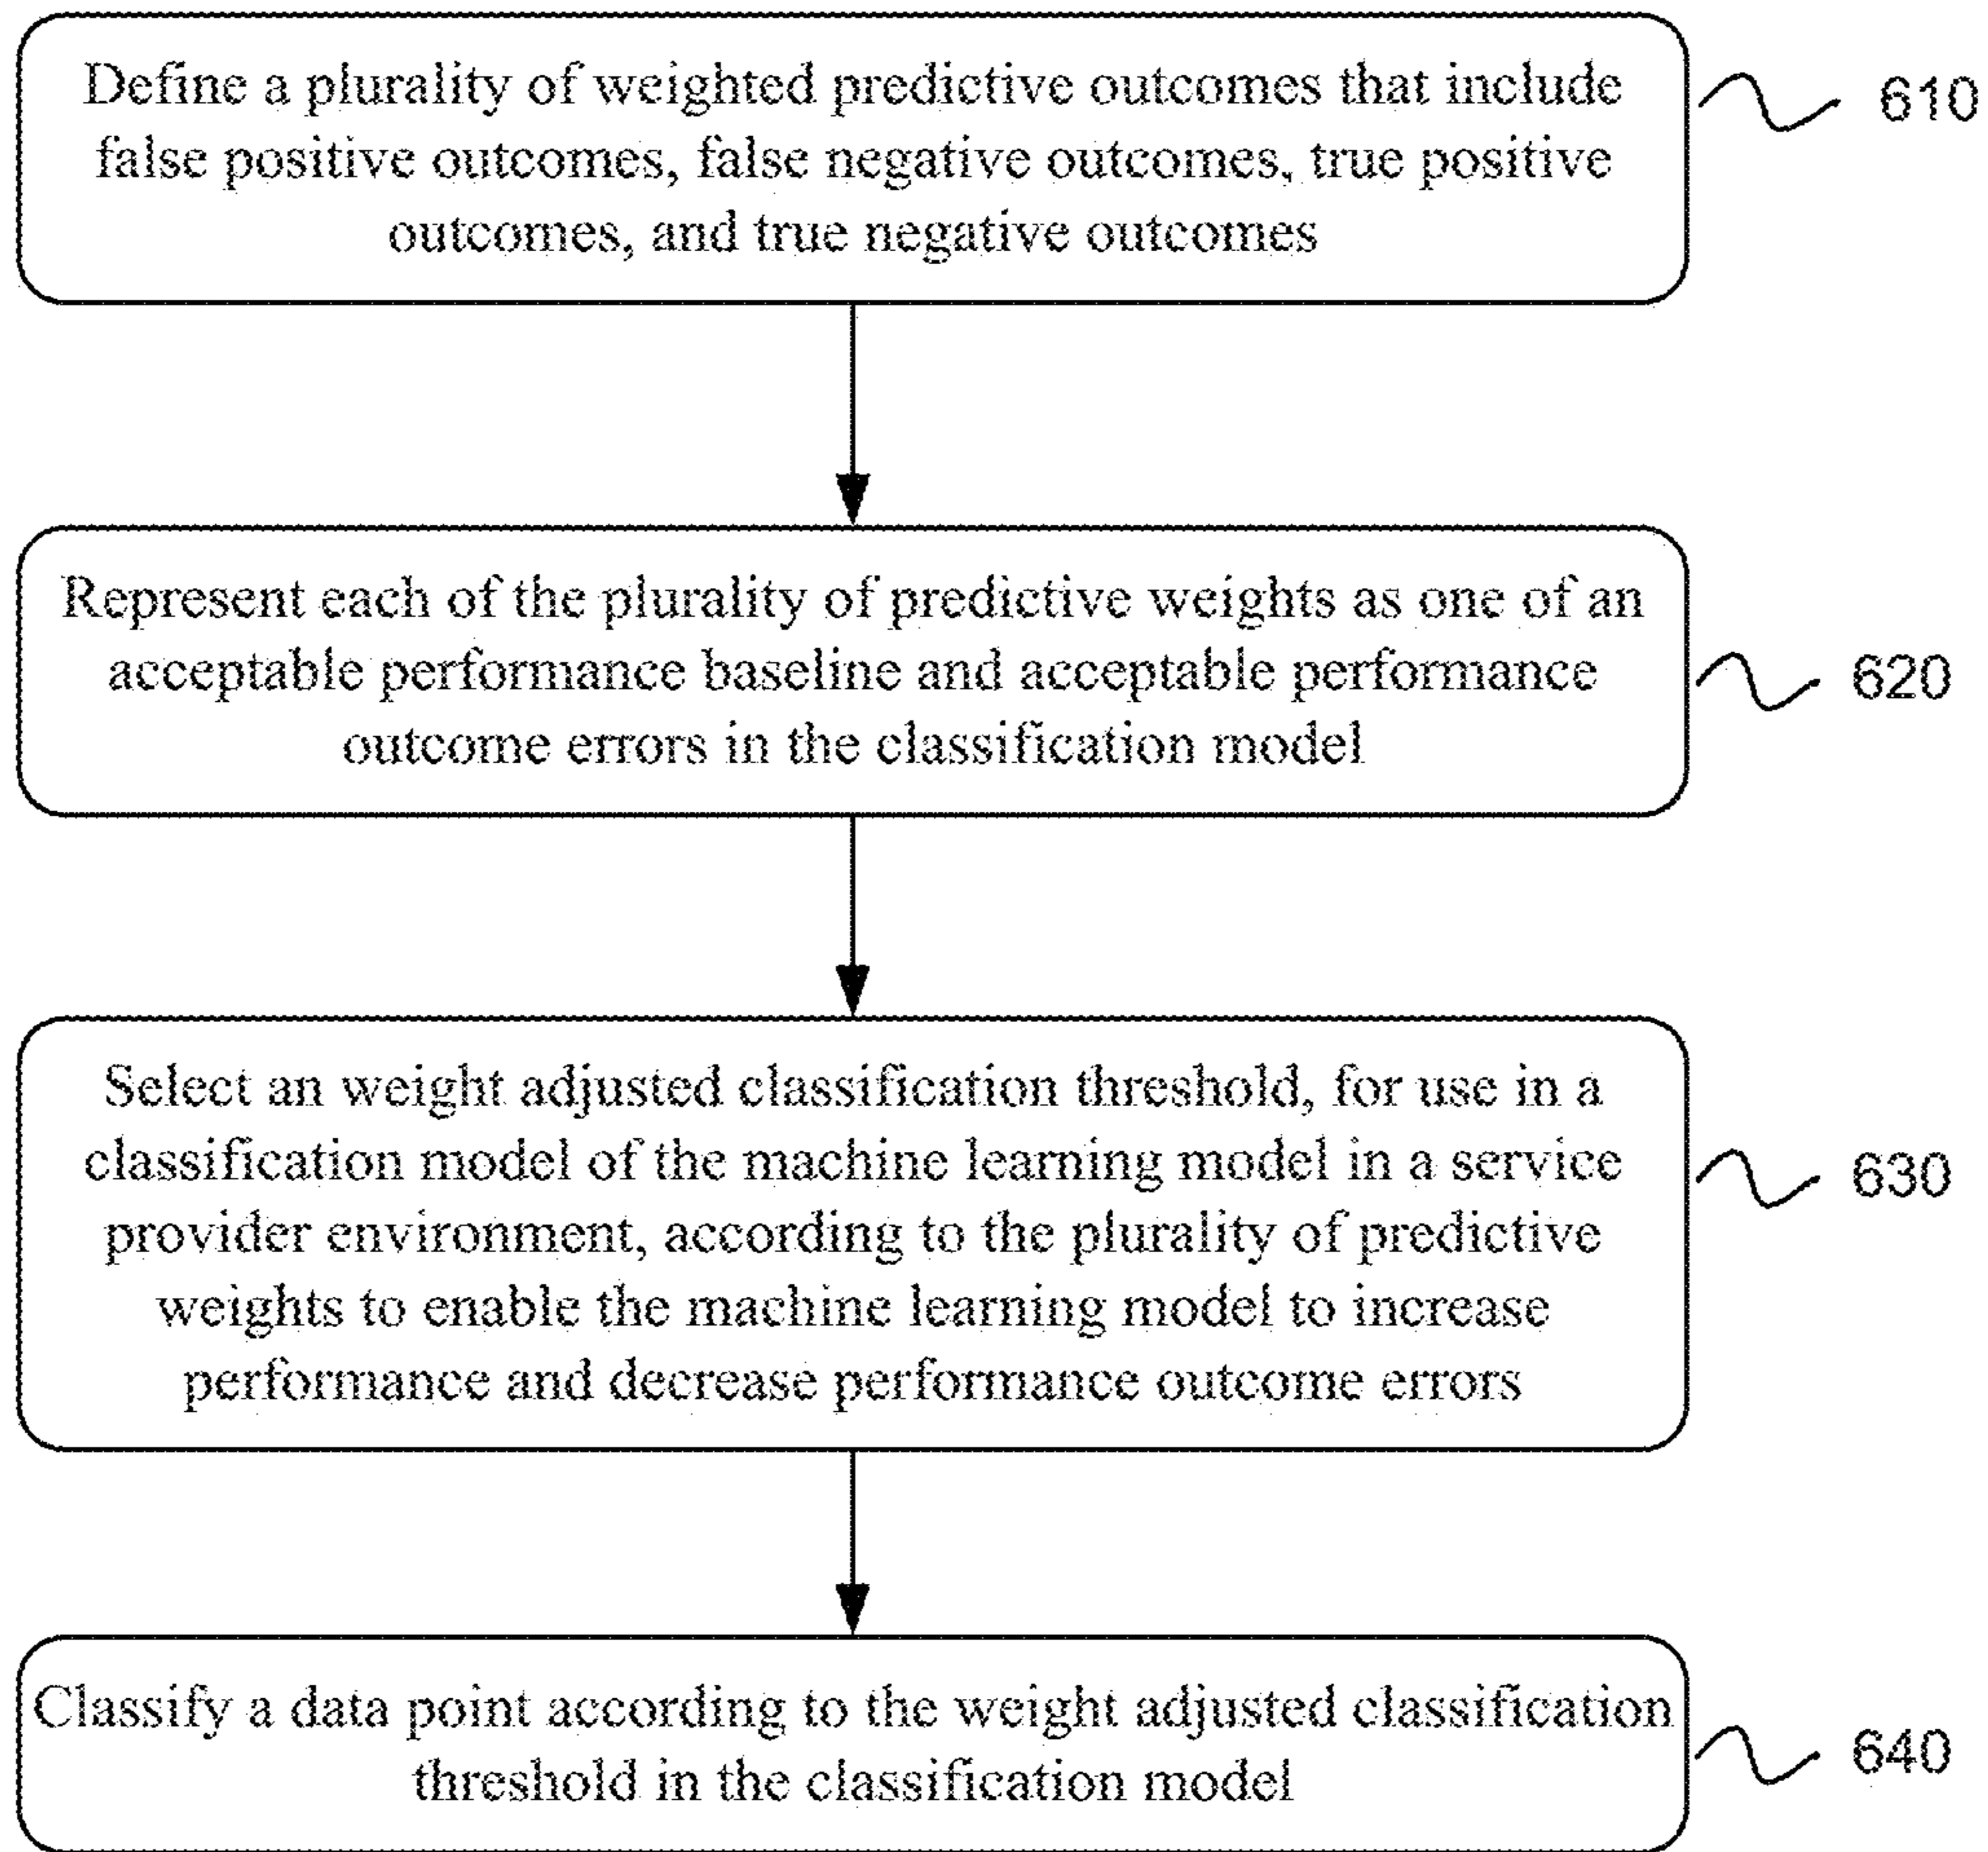 Define a plurality of weighted predictive outcomes that include
false positive outcomes, false negative outcomes, true positive
outcomes, and true negative outcomes
610
Represent each of the plurality of predictive weights as one of an
acceptable performance baseline and acceptable performance
outcome errors in the classification model
620
Select an weight adjusted classification threshold, for use in a
classification model of the machine learning model in a service
provider environment, according to the plurality of predictive
weights to enable the machine learning model to increase
performance and decrease performance outcome errors
630
Classify a data point according to the weight adjusted classification
threshold in the classification model
640